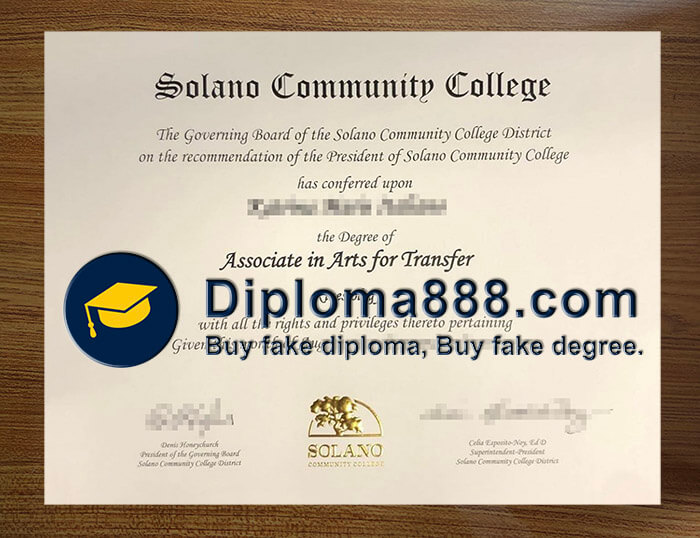 Solano Community College
The Governing Board of the Solano Community College District
on the recommendation of the President of Solano Community College
has conferred upon
the Degree of
Associate in Arts for Transfer
Diploma888.com
with all the rights and privileges thereto pertaining
Buy fake diploma, Buy fake degree.
Denis Honeychurch
President of the Governing Board
Solano Community College District
SOLANO
COMMUNITY COLLEGE
Celia Esposito-Noy, Ed D
Superintendent-President
Solano Community College District